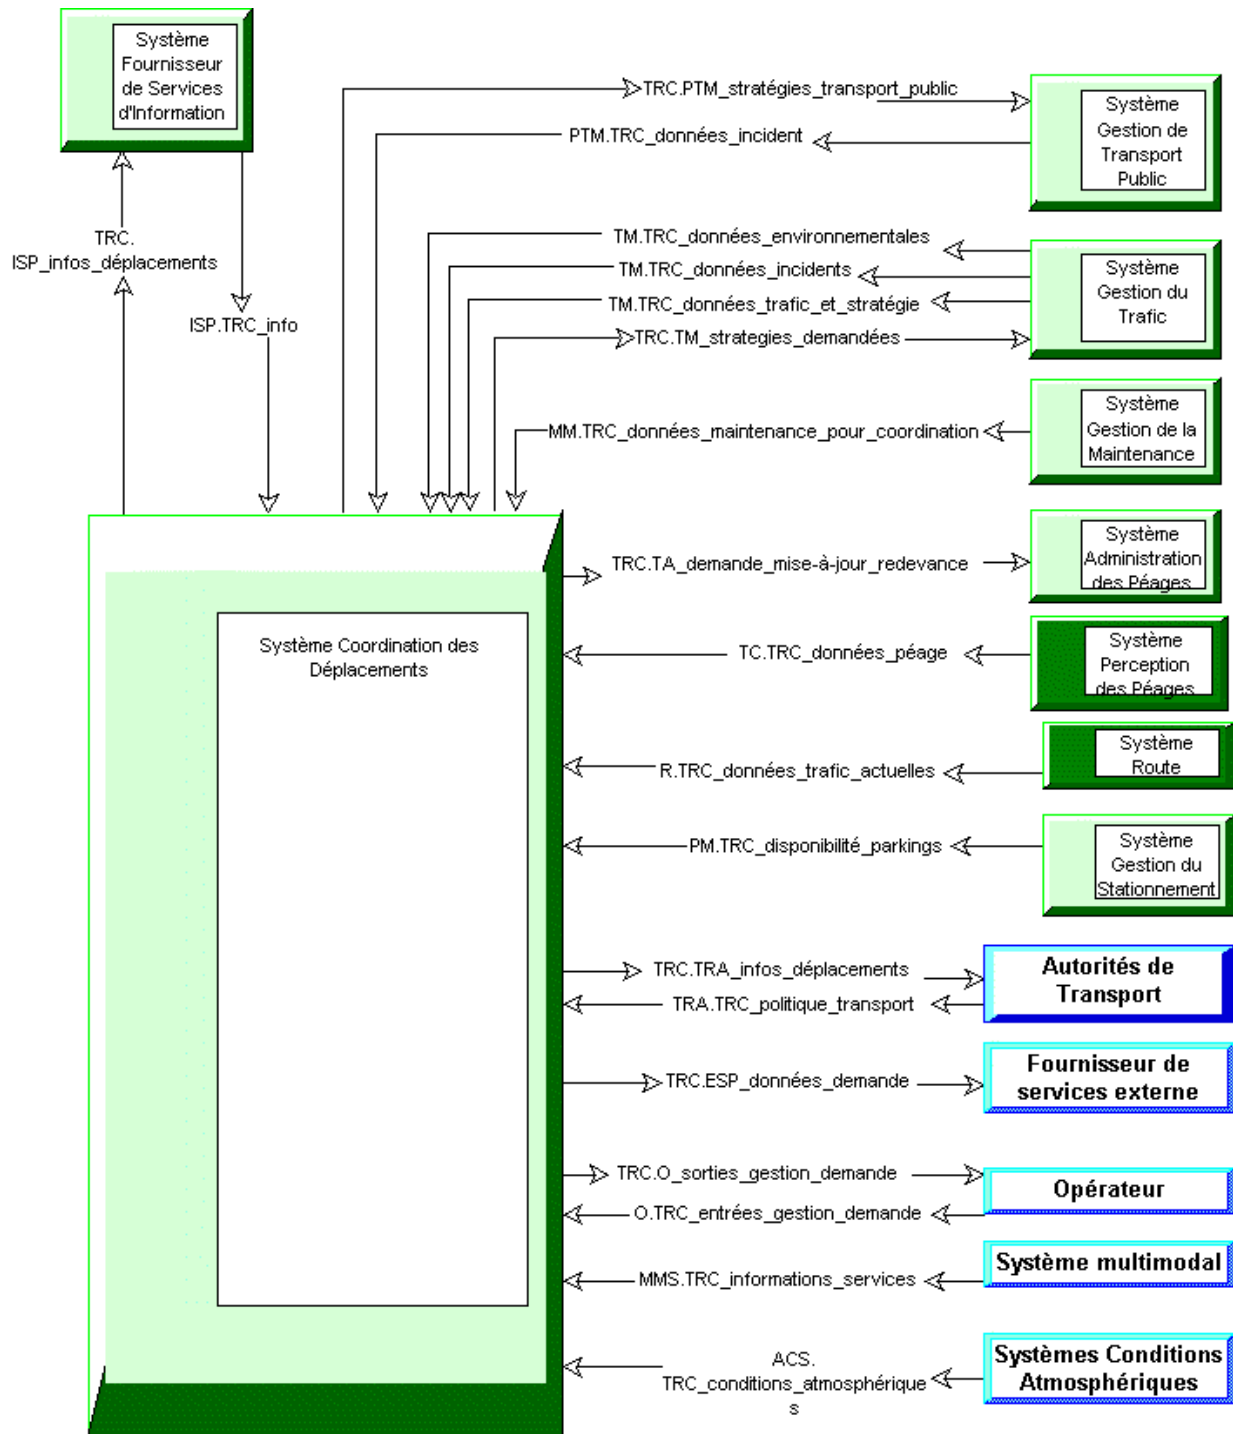 Système
Fournisseur
de Services
d'Information
TRC.PTM_stratégies_transport_public
Système
Gestion de
Transport
Public
PTM.TRC_données_incident
TRC.
ISP_infos_déplacements
ISP.TRC_info
TM.TRC_données_environnementales
TM.TRC_données_incidents
TM.TRC_données_trafic_et_stratégie
TRC.TM_strategies_demandées
Système
Gestion du
Trafic
MM.TRC_données_maintenance_pour_coordination
Système
Gestion de la
Maintenance
TRC.TA_demande_mise-à-jour_redevance
Système
Administration
des Péages
Système Coordination des
Déplacements
TC.TRC_données_péage
Système
Perception
des Péages
R.TRC_données_trafic_actuelles
Système
Route
PM.TRC_disponibilité_parkings
Système
Gestion du
Stationnement
TRC.TRA_infos_déplacements
TRA.TRC_politique_transport
Autorités de
Transport
TRC.ESP_données_demande
Fournisseur de
services externe
TRC.O_sorties_gestion_demande
O.TRC_entrées_gestion_demande
Opérateur
MMS.TRC_informations_services
Système multimodal
ACS.
TRC_conditions_atmosphérique
s
Systèmes Conditions
Atmosphériques